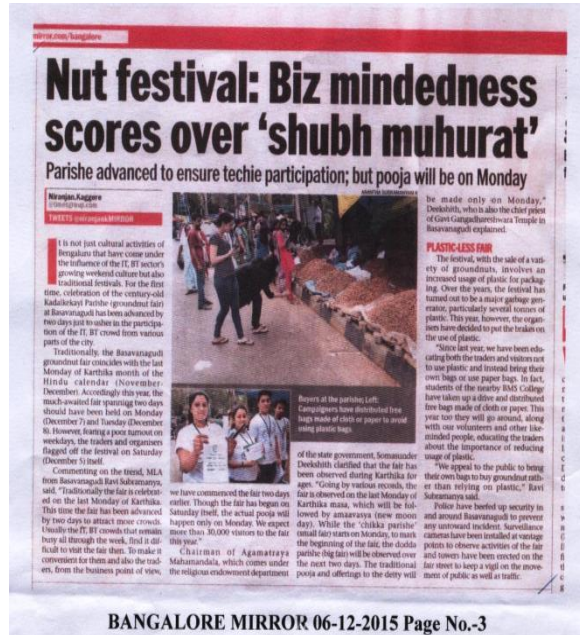 mirror.com/bangalore
Nut festival: Biz mindedness
scores over 'shubh muhurat'
Parishe advanced to ensure techie participation; but pooja will be on Monday
Niranjan.Kaggere
TWEETS @niranjankMIRROR
It is not just cultural activities of
Bengaluru that have come under
the influence of the IT, BT sector's
growing weekend culture but also
traditional festivals. For the first
time, celebration of the century-old
Kadalekayi Parishe (groundnut fair)
at Basavanagudi has been advanced by
two days just to usher in the participa-
tion of the IT, BT crowd from various
parts of the city.
Traditionally, the Basavanagudi
groundnut fair coincides with the last
Monday of Karthika month of the
Hindu calendar (November-
December). Accordingly this year, the
much-awaited fair spanning two days
should have been held on Monday
(December 7) and Tuesday (December
8). However, fearing a poor turnout on
weekdays, the traders and organisers
flagged off the festival on Saturday
(December 5) itself.
Commenting on the trend, MLA
from Basavanagudi Ravi Subramanya,
said, "Traditionally the fair is celebrat-
ed on the last Monday of Karthika.
This time the fair has been advanced
by two days to attract more crowds.
Usually the IT, BT crowds that remain
busy all through the week, find it dif-
ficult to visit the fair then. To make it
convenient for them and also the trad-
ers, from the business point of view,
Buyers at the parishe; Left:
Campaigners have distributed free
bags made of cloth or paper to avoid
using plastic bags.
we have commenced the fair two days
earlier. Though the fair has begun on
Saturday itself, the actual pooja will
happen only on Monday. We expect
more than 30,000 visitors to the fair
this year."
Chairman of Agamatraya
Mahamandala, which comes under
the religious endowment department
of the state government, Somasunder
Deekshith clarified that the fair has
been observed during Karthika for
ages. "Going by various records, the
fair is observed on the last Monday of
Karthika masa, which will be fol-
lowed by amavasya (new moon
day). While the 'chikka parishe'
(small fair) starts on Monday, to mark
the beginning of the fair, the dodda
parishe (big fair) will be observed over
the next two days. The traditional
pooja and offerings to the deity will
be made only on Monday,"
Deekshith, who is also the chief priest
of Gavi Gangadhareshwara Temple in
Basavanagudi explained.
PLASTIC-LESS FAIR
The festival, with the sale of a vari-
ety of groundnuts, involves an
increased usage of plastic for packag-
ing. Over the years, the festival has
turned out to be a major garbage gen-
erator, particularly several tonnes of
plastic. This year, however, the organ-
isers have decided to put the brakes on
the use of plastic.
"Since last year, we have been edu-
cating both the traders and visitors not
to use plastic and instead bring their
own bags or use paper bags. In fact,
students of the nearby BMS College
have taken up a drive and distributed
free bags made of cloth or paper. This
year too they will go around, along
with our volunteers and other like-
minded people, educating the traders
about the importance of reducing
usage of plastic.
"We appeal to the public to bring
their own bags to buy groundnut rath-
er than relying on plastic," Ravi
Subramanya said.
Police have beefed up security in
and around Basavanagudi to prevent
any untoward incident. Surveillance
cameras have been installed at vantage
points to observe activities of the fair
and towers have been erected on the
fair street to keep a vigil on the move-
ment of public as well as traffic.
BANGALORE MIRROR 06-12-2015 Page No.-3